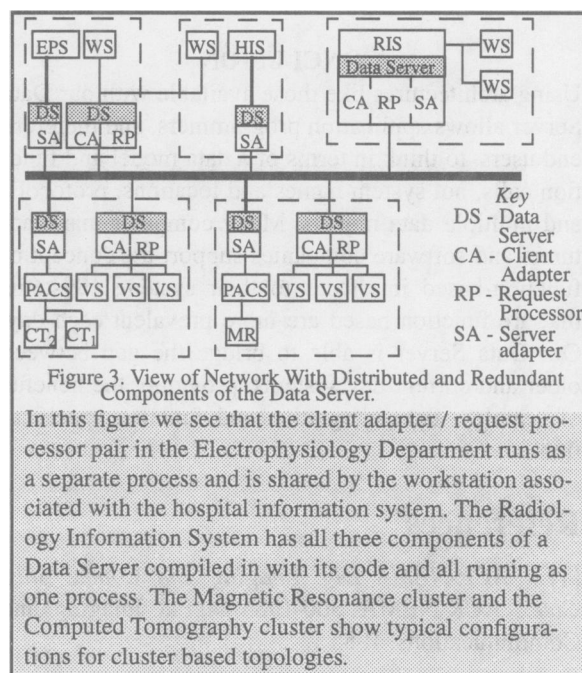 EPS WS WS HIS RIS WS
Data Server
WS
DS DS DS CA RP SA
SA CA RP SA
DS DS DS DS
SA CA RP SA CA RP
PACS VS VS VS PACS VS VS VS
CT2 CT1 MR
Key
DS - Data
Server
CA - Client
Adapter
RP - Request
Processor
SA - Server
adapter
Figure 3. View of Network With Distributed and Redundant
Components of the Data Server.
In this figure we see that the client adapter / request pro-
cessor pair in the Electrophysiology Department runs as
a separate process and is shared by the workstation asso-
ciated with the hospital information system. The Radiol-
ogy Information System has all three components of a
Data Server compiled in with its code and all running as
one process. The Magnetic Resonance cluster and the
Computed Tomography cluster show typical configura-
tions for cluster based topologies.